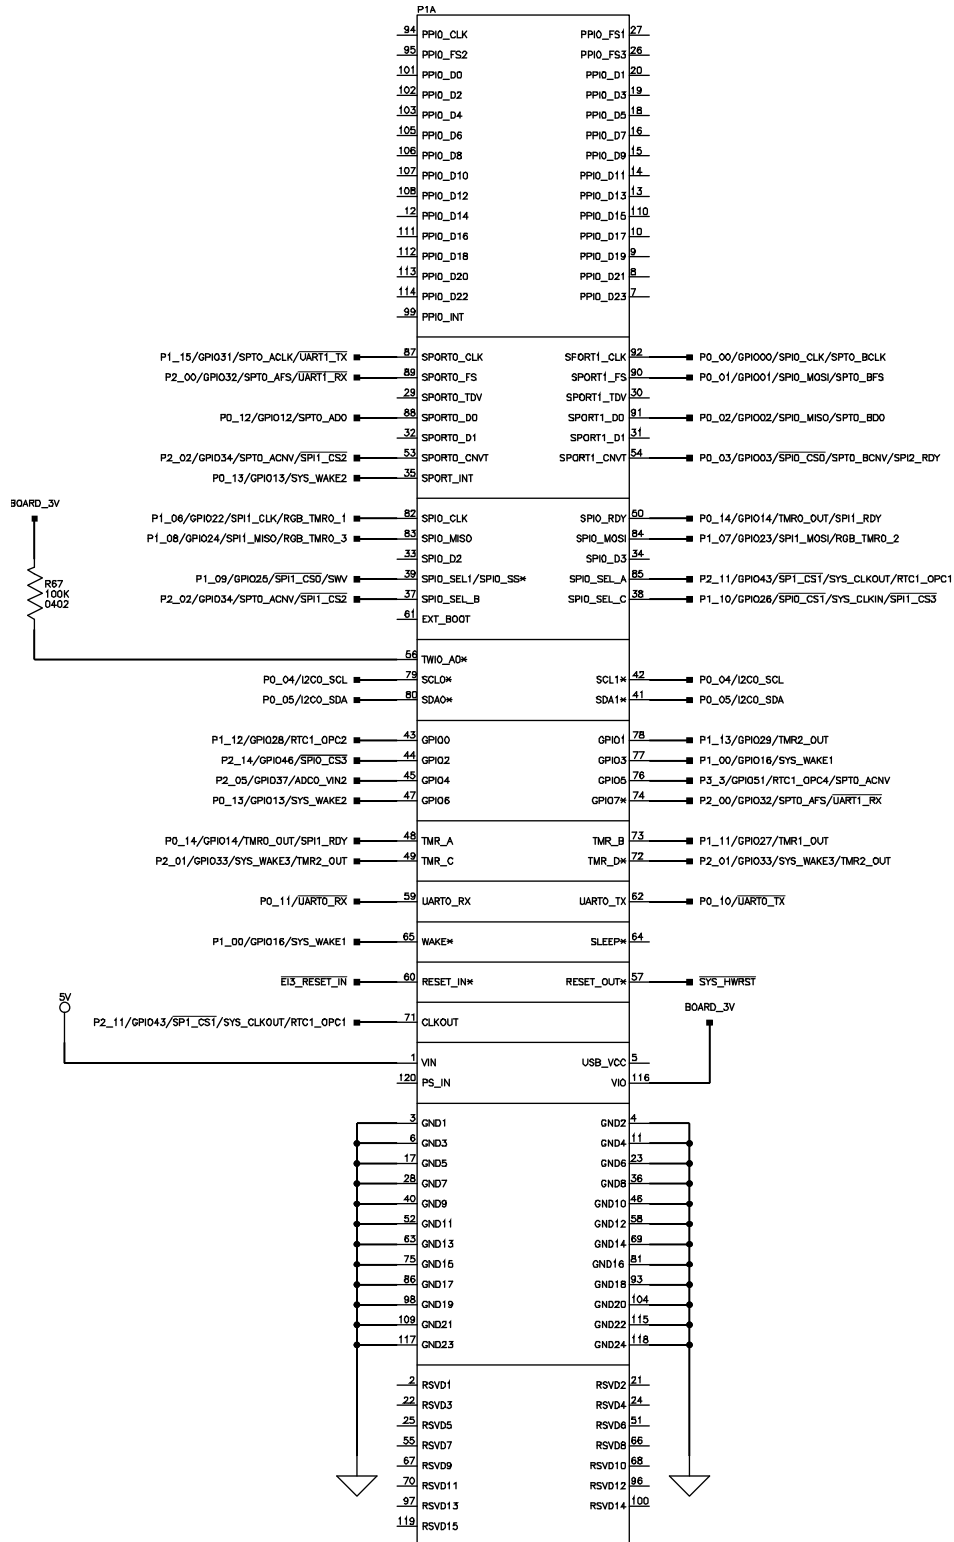 P1A
94 PPI0_CLK PPI0_FS1 27
95 PPI0_FS2 PPI0_FS3 26
101 PPI0_D0 PPI0_D1 20
102 PPI0_D2 PPI0_D3 19
103 PPI0_D4 PPI0_D5 18
105 PPI0_D6 PPI0_D7 16
106 PPI0_D8 PPI0_D9 15
107 PPI0_D10 PPI0_D11 14
108 PPI0_D12 PPI0_D13 13
12 PPI0_D14 PPI0_D15 110
111 PPI0_D16 PPI0_D17 10
112 PPI0_D18 PPI0_D19 9
113 PPI0_D20 PPI0_D21 8
114 PPI0_D22 PPI0_D23 7
99 PPI0_INT
P1_15/GPIO31/SPT0_ACLK/UART1_TX 87 SPORT0_CLK SPORT1_CLK 92 P0_00/GPIO00/SPI0_CLK/SPT0_BCLK
P2_00/GPIO32/SPT0_AFS/UART1_RX 89 SPORT0_FS SPORT1_FS 90 P0_01/GPIO01/SPI0_MOSI/SPT0_BFS
29 SPORT0_TDV SPORT1_TDV 30
P0_12/GPIO12/SPT0_AD0 88 SPORT0_D0 SPORT1_D0 91 P0_02/GPIO02/SPI0_MISO/SPT0_BD0
32 SPORT0_D1 SPORT1_D1 31
P2_02/GPIO34/SPT0_ACNV/SPI1_CS2 53 SPORT0_CNVT SPORT1_CNVT 54 P0_03/GPIO03/SPI0_CS0/SPT0_BCNV/SPI2_RDY
P0_13/GPIO13/SYS_WAKE2 35 SPORT_INT
BOARD_3V
P1_06/GPIO22/SPI1_CLK/RGB_TMR0_1 82 SPI0_CLK SPI0_RDY 50 P0_14/GPIO14/TMR0_OUT/SPI1_RDY
P1_08/GPIO24/SPI1_MISO/RGB_TMR0_3 83 SPI0_MISO SPI0_MOSI 84 P1_07/GPIO23/SPI1_MOSI/RGB_TMR0_2
33 SPI0_D2 SPI0_D3 34
P1_09/GPIO25/SPI1_CS0/SWV 39 SPI0_SEL1/SPI0_SS* SPI0_SEL_A 85 P2_11/GPIO43/SP1_CS1/SYS_CLKOUT/RTC1_OPC1
R67
100K
0402
P2_02/GPIO34/SPT0_ACNV/SPI1_CS2 37 SPI0_SEL_B SPI0_SEL_C 38 P1_10/GPIO26/SPI0_CS1/SYS_CLKIN/SPI1_CS3
61 EXT_BOOT
56 TWI0_A0*
P0_04/I2C0_SCL 79 SCL0* SCL1* 42 P0_04/I2C0_SCL
P0_05/I2C0_SDA 80 SDA0* SDA1* 41 P0_05/I2C0_SDA
P1_12/GPIO28/RTC1_OPC2 43 GPIO0 GPIO1 78 P1_13/GPIO29/TMR2_OUT
P2_14/GPIO46/SPI0_CS3 44 GPIO2 GPIO3 77 P1_00/GPIO16/SYS_WAKE1
P2_05/GPIO37/ADC0_VIN2 45 GPIO4 GPIO5 76 P3_3/GPIO51/RTC1_OPC4/SPT0_ACNV
P0_13/GPIO13/SYS_WAKE2 47 GPIO6 GPIO7* 74 P2_00/GPIO32/SPT0_AFS/UART1_RX
P0_14/GPIO14/TMR0_OUT/SPI1_RDY 48 TMR_A TMR_B 73 P1_11/GPIO27/TMR1_OUT
P2_01/GPIO33/SYS_WAKE3/TMR2_OUT 49 TMR_C TMR_D* 72 P2_01/GPIO33/SYS_WAKE3/TMR2_OUT
P0_11/UART0_RX 59 UART0_RX UART0_TX 62 P0_10/UART0_TX
P1_00/GPIO16/SYS_WAKE1 65 WAKE* SLEEP* 64
EI3_RESET_IN 60 RESET_IN* RESET_OUT* 57 SYS_HWRST
5V
BOARD_3V
P2_11/GPIO43/SP1_CS1/SYS_CLKOUT/RTC1_OPC1 71 CLKOUT
1 VIN USB_VCC 5
120 PS_IN VIO 116
3 GND1 GND2 4
6 GND3 GND4 11
17 GND5 GND6 23
28 GND7 GND8 36
40 GND9 GND10 46
52 GND11 GND12 58
63 GND13 GND14 69
75 GND15 GND16 81
86 GND17 GND18 93
98 GND19 GND20 104
109 GND21 GND22 115
117 GND23 GND24 118
2 RSVD1 RSVD2 21
22 RSVD3 RSVD4 24
25 RSVD5 RSVD6 51
55 RSVD7 RSVD8 66
67 RSVD9 RSVD10 68
70 RSVD11 RSVD12 96
97 RSVD13 RSVD14 100
119 RSVD15